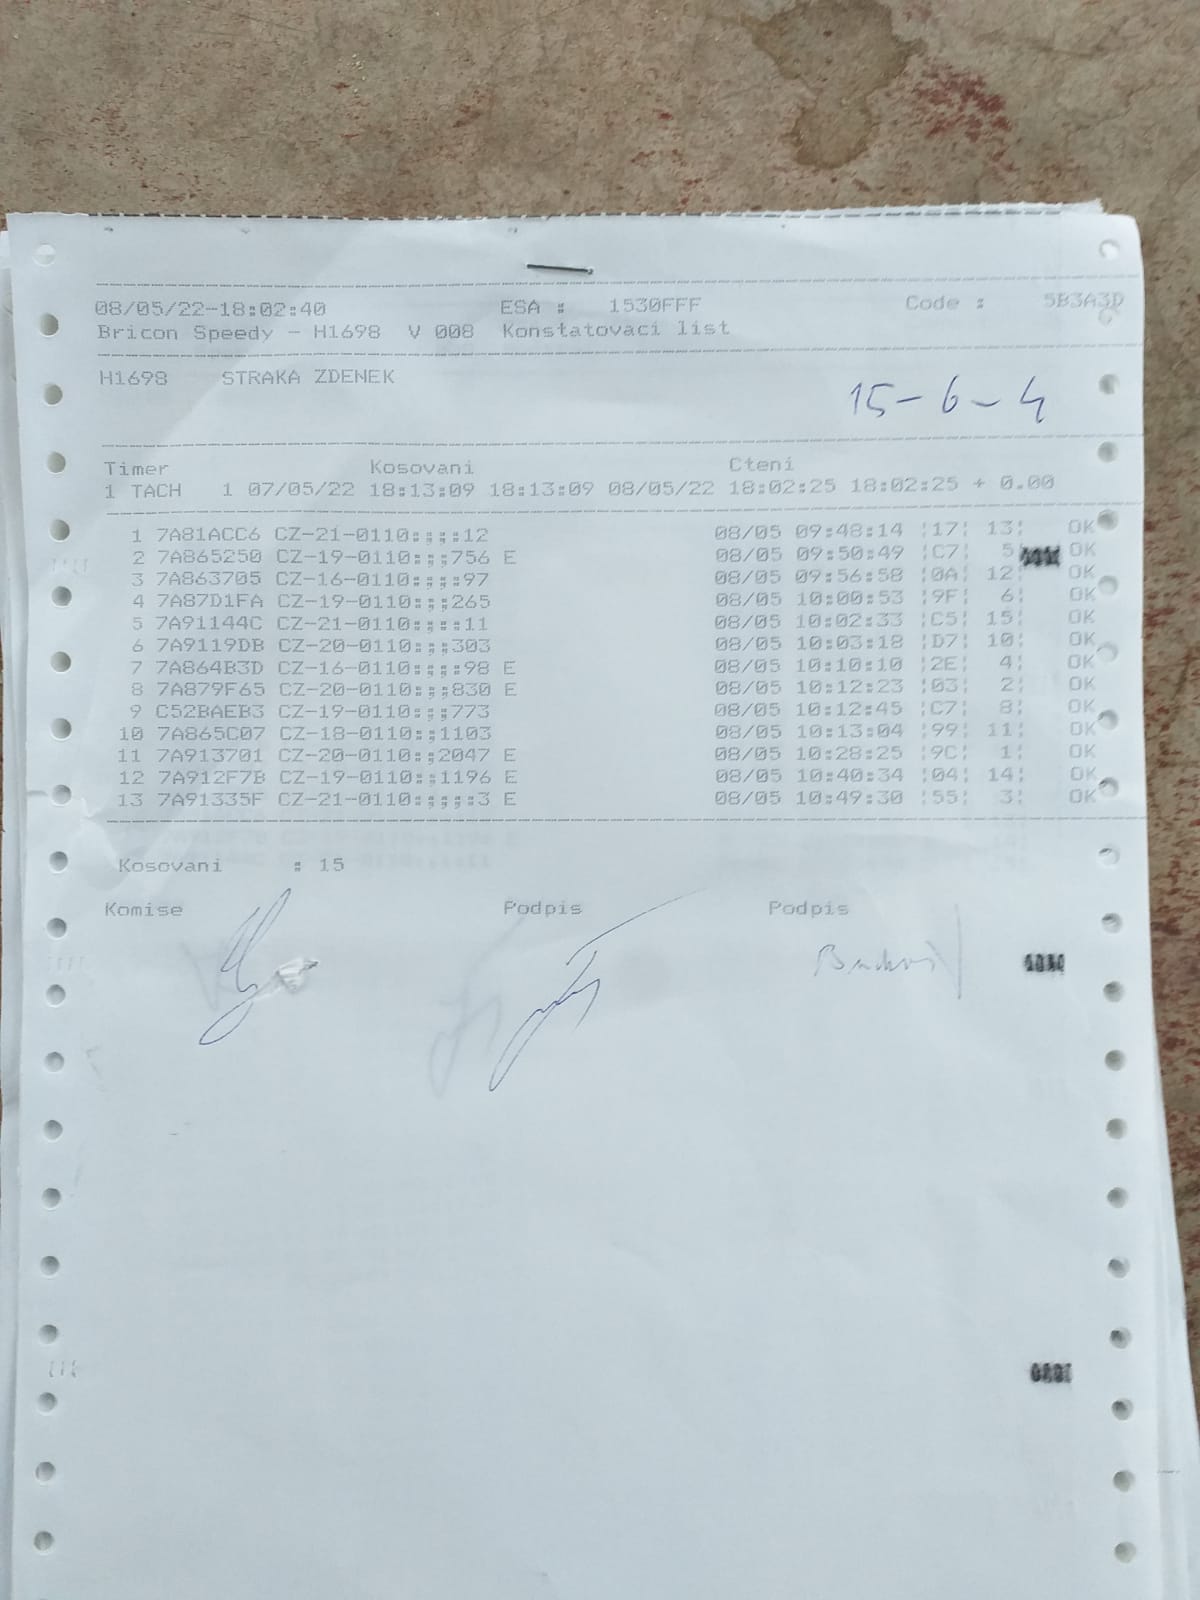 08/05/22-18:02:40 ESA : 1530FFF Code : 5B3A3D
Bricon Speedy - H1698 V 008 Konstatovaci list
H1698 STRAKA ZDENEK
15-6-4
Timer Kosovani Cteni
1 TACH 1 07/05/22 18:13:09 18:13:09 08/05/22 18:02:25 18:02:25 + 0.00
1 7A81ACC6 CZ-21-0110:;;:12 08/05 09:48:14 ¦17¦ 13¦ OK
2 7A865250 CZ-19-0110:;;756 E 08/05 09:50:49 ¦C7¦ 5 OK
3 7A863705 CZ-16-0110:;;:97 08/05 09:56:58 ¦0A¦ 12¦ OK
4 7A87D1FA CZ-19-0110:;;265 08/05 10:00:53 ¦9F¦ 6¦ OK
5 7A91144C CZ-21-0110:;;:11 08/05 10:02:33 ¦C5¦ 15¦ OK
6 7A9119DB CZ-20-0110:;;303 08/05 10:03:18 ¦D7¦ 10¦ OK
7 7A864B3D CZ-16-0110:;;:98 E 08/05 10:10:10 ¦2E¦ 4¦ OK
8 7A879F65 CZ-20-0110:;;830 E 08/05 10:12:23 ¦03¦ 2¦ OK
9 C52BAEB3 CZ-19-0110:;;773 08/05 10:12:45 ¦C7¦ 8¦ OK
10 7A865C07 CZ-18-0110:;1103 08/05 10:13:04 ¦99¦ 11¦ OK
11 7A913701 CZ-20-0110:;2047 E 08/05 10:28:25 ¦9C¦ 1¦ OK
12 7A912F7B CZ-19-0110:;1196 E 08/05 10:40:34 ¦04¦ 14¦ OK
13 7A91335F CZ-21-0110:;;;:3 E 08/05 10:49:30 ¦55¦ 3¦ OK
Kosovani : 15
Komise Podpis Podpis